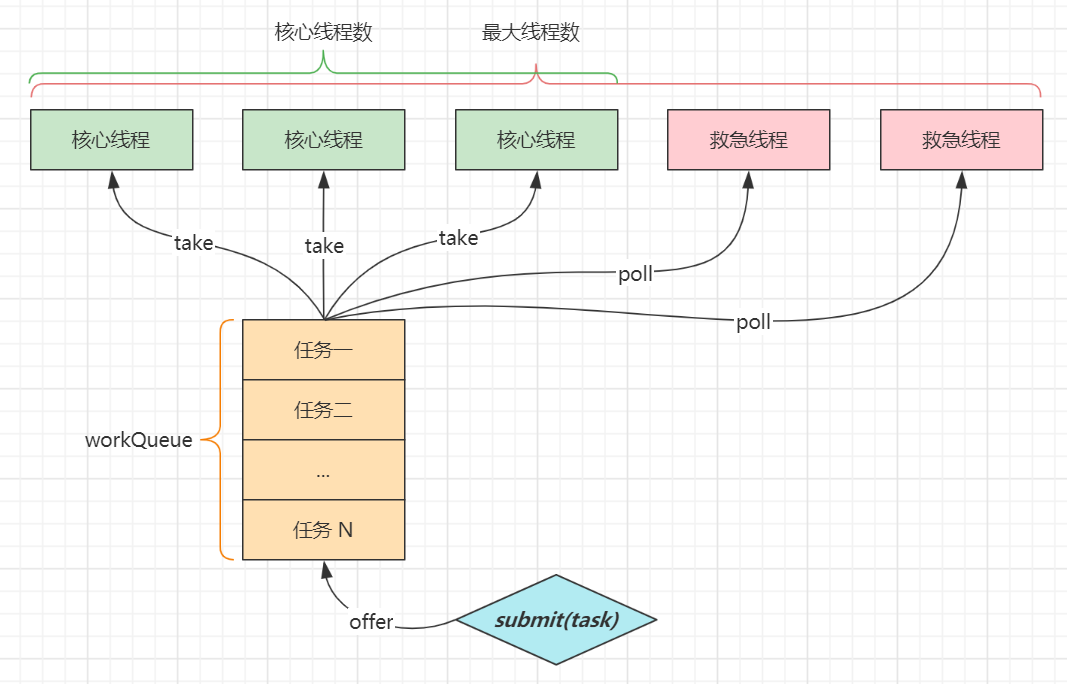 核心线程数
最大线程数
核心线程
核心线程
核心线程
救急线程
救急线程
take
take
take
poll
poll
任务一
任务二
workQueue
...
任务 N
offer
submit(task)